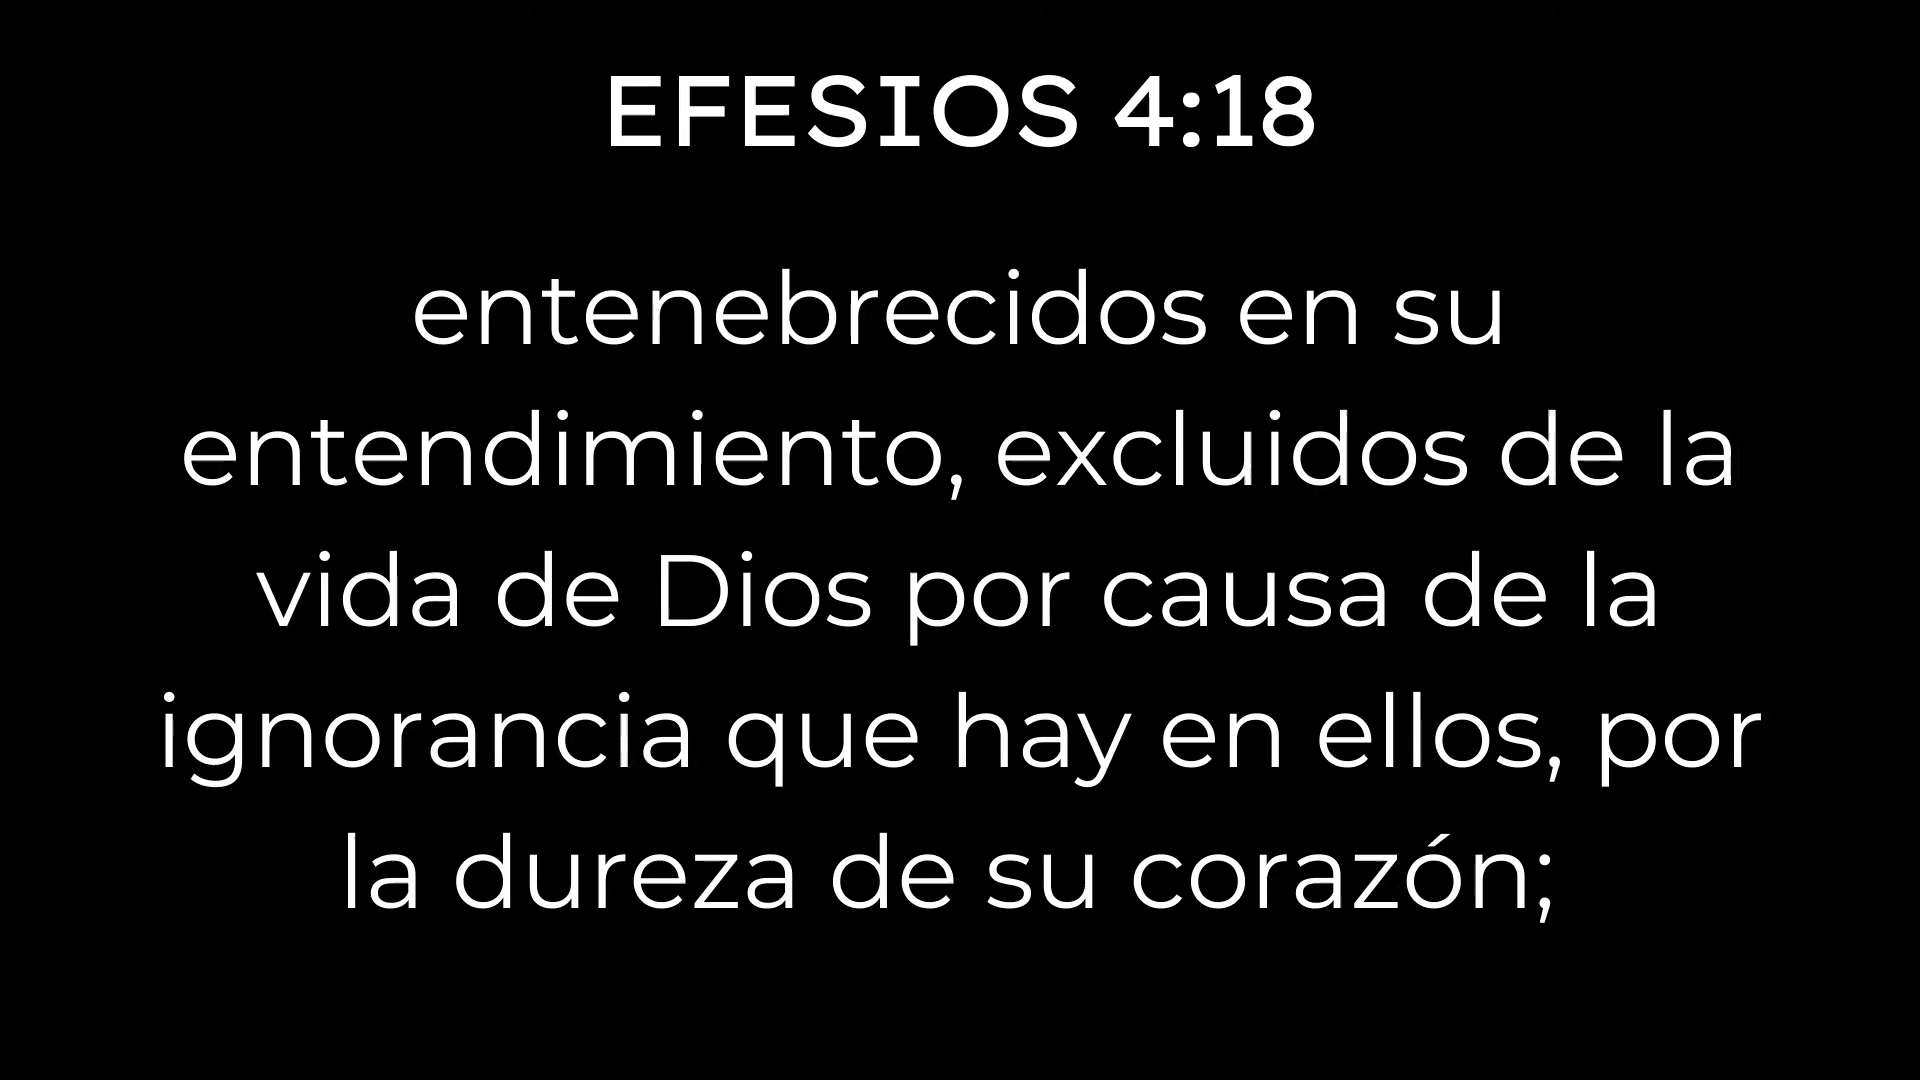 EFESIOS 4:18
entenebrecidos en su
entendimiento, excluidos de la
vida de Dios por causa de la
ignorancia que hay en ellos, por
la dureza de su corazón;